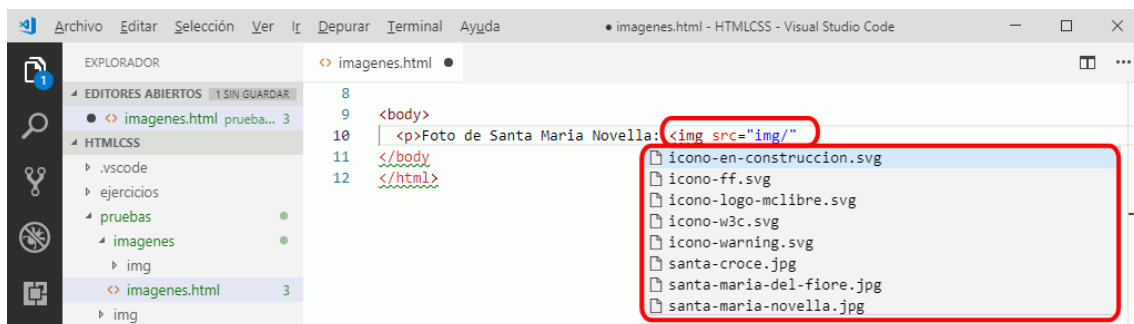 Archivo Editar Selección Ver Ir Depurar Terminal Ayuda ● imagenes.html - HTMLCSS - Visual Studio Code
1
EXPLORADOR
EDITORES ABIERTOS 1 SIN GUARDAR
● <> imagenes.html prueba... 3
HTMLCSS
.vscode
ejercicios
pruebas
imagenes
img
<> imagenes.html 3
img
<> imagenes.html ●
8
9 <body>
10 <p>Foto de Santa Maria Novella: <img src="img/"
11 </body
12 </html>
icono-en-construccion.svg
icono-ff.svg
icono-logo-mclibre.svg
icono-w3c.svg
icono-warning.svg
santa-croce.jpg
santa-maria-del-fiore.jpg
santa-maria-novella.jpg